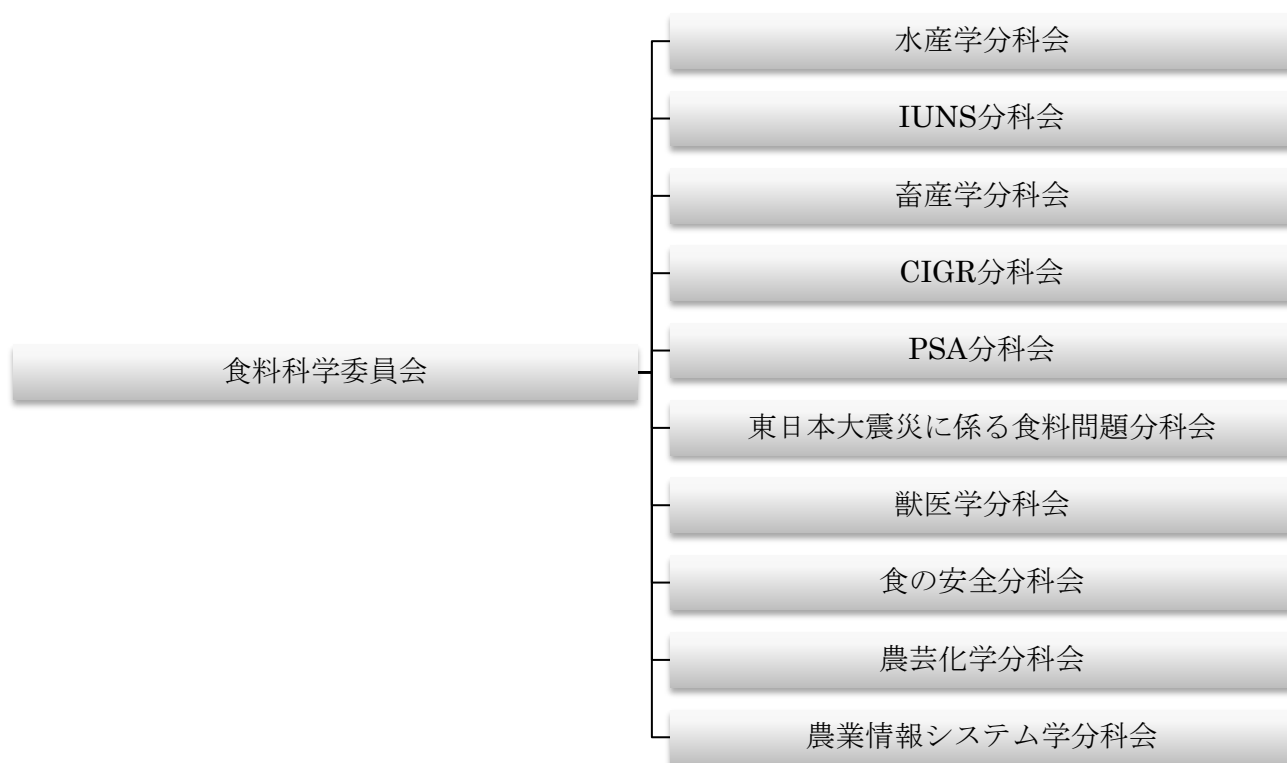 食料科学委員会
水産学分科会
IUNS分科会
畜産学分科会
CIGR分科会
PSA分科会
東日本大震災に係る食料問題分科会
獣医学分科会
食の安全分科会
農芸化学分科会
農業情報システム学分科会